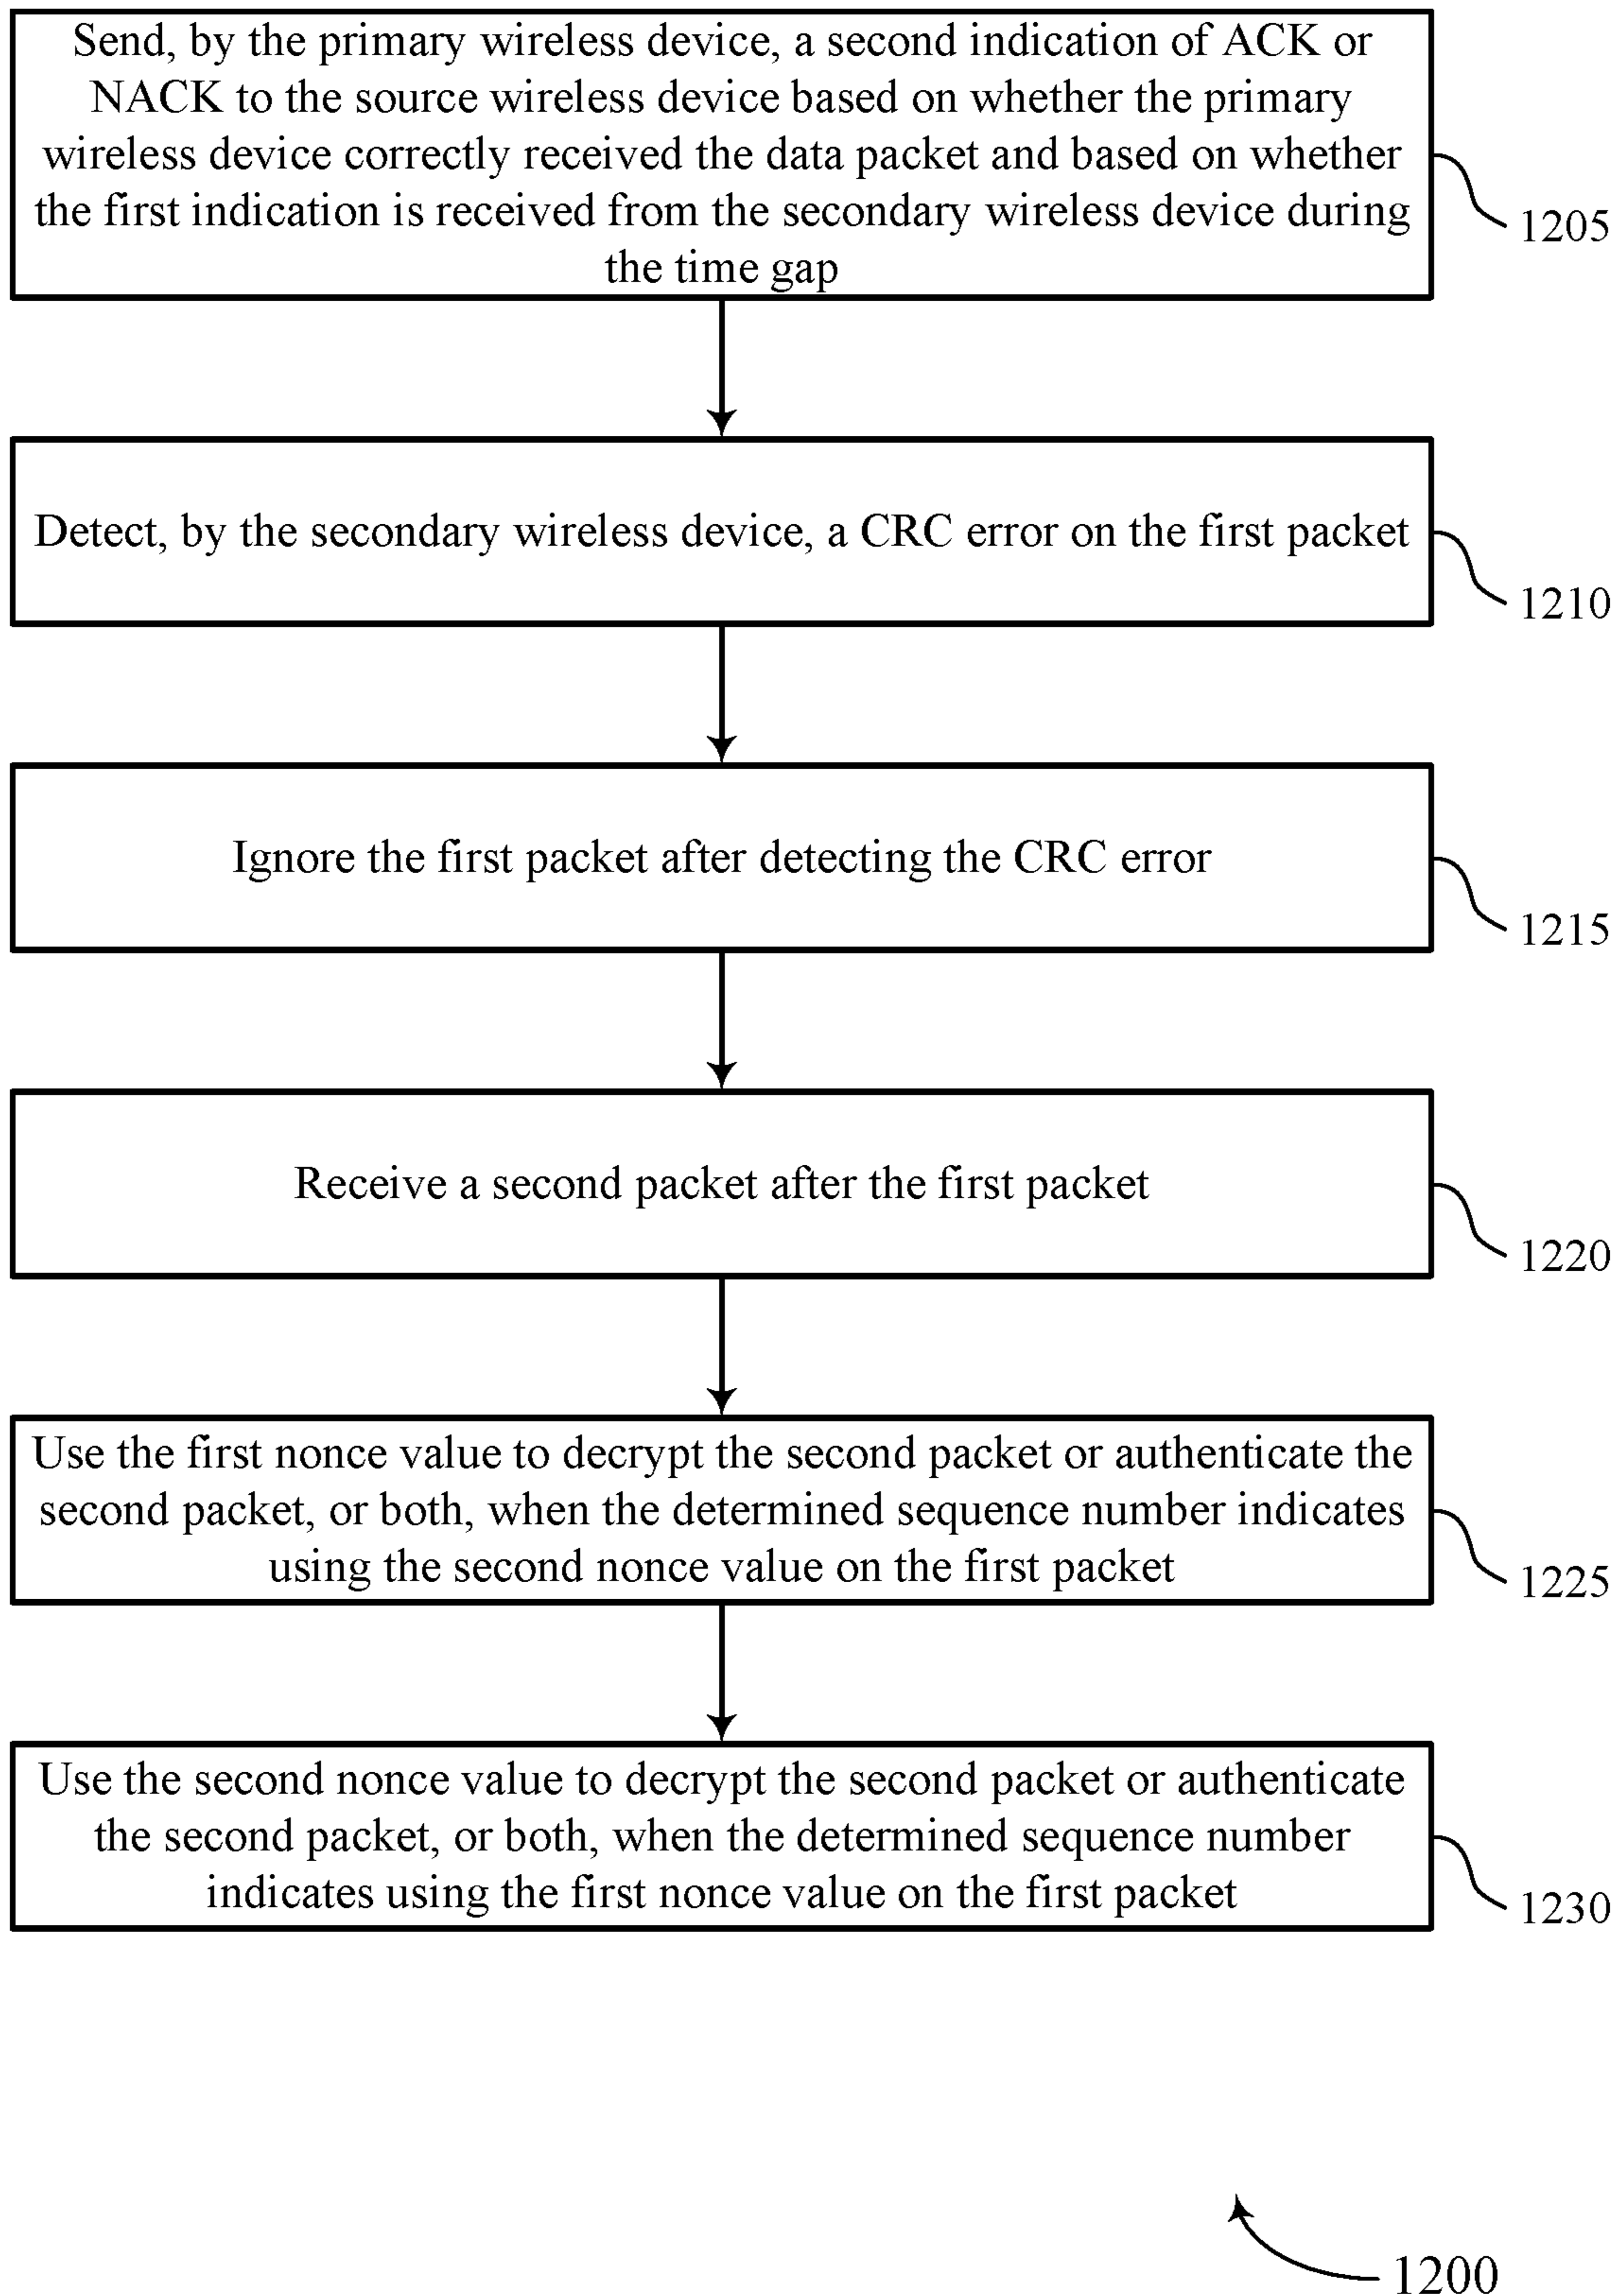 Send, by the primary wireless device, a second indication of ACK or
NACK to the source wireless device based on whether the primary
wireless device correctly received the data packet and based on whether
the first indication is received from the secondary wireless device during
the time gap
1205
Detect, by the secondary wireless device, a CRC error on the first packet
1210
Ignore the first packet after detecting the CRC error
1215
Receive a second packet after the first packet
1220
Use the first nonce value to decrypt the second packet or authenticate the
second packet, or both, when the determined sequence number indicates
using the second nonce value on the first packet
1225
Use the second nonce value to decrypt the second packet or authenticate
the second packet, or both, when the determined sequence number
indicates using the first nonce value on the first packet
1230
1200